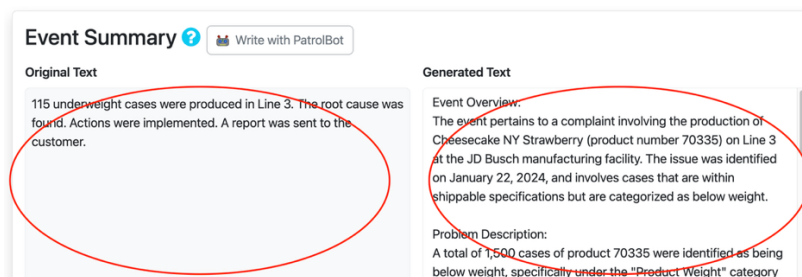 Event Summary ? Write with PatrolBot
Original Text
115 underweight cases were produced in Line 3. The root cause was
found. Actions were implemented. A report was sent to the
customer.
Generated Text
Event Overview:
The event pertains to a complaint involving the production of
Cheesecake NY Strawberry (product number 70335) on Line 3
at the JD Busch manufacturing facility. The issue was identified
on January 22, 2024, and involves cases that are within
shippable specifications but are categorized as below weight.
Problem Description:
A total of 1,500 cases of product 70335 were identified as being
below weight, specifically under the "Product Weight" category